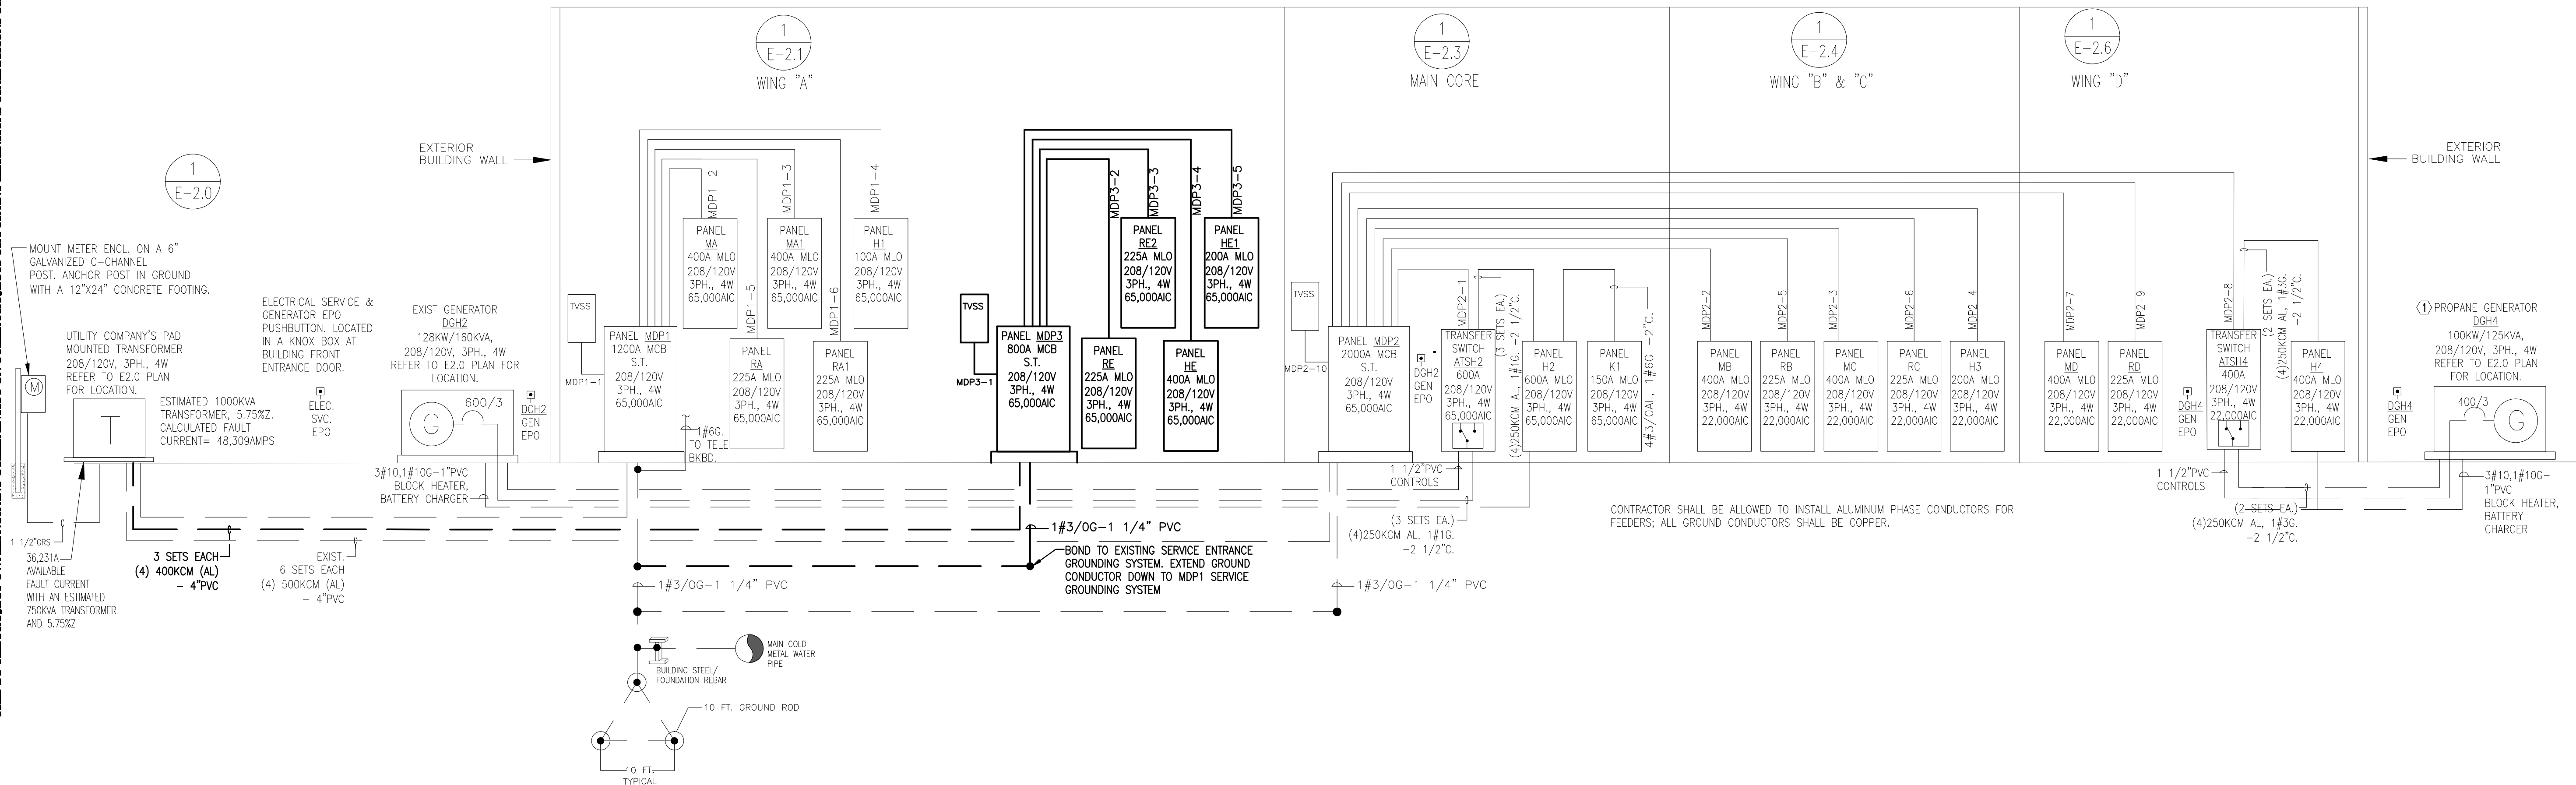 1
E-2.1
WING "A"
1
E-2.3
MAIN CORE
1
E-2.4
WING "B" & "C"
1
E-2.6
WING "D"
EXTERIOR
BUILDING WALL
EXTERIOR
BUILDING WALL
1
E-2.0
MOUNT METER ENCL. ON A 6"
GALVANIZED C-CHANNEL
POST. ANCHOR POST IN GROUND
WITH A 12"X24" CONCRETE FOOTING.
M
UTILITY COMPANY'S PAD
MOUNTED TRANSFORMER
208/120V, 3PH., 4W
REFER TO E2.0 PLAN
FOR LOCATION.
T
ESTIMATED 1000KVA
TRANSFORMER, 5.75%Z.
CALCULATED FAULT
CURRENT= 48,309AMPS
ELECTRICAL SERVICE &
GENERATOR EPO
PUSHBUTTON. LOCATED
IN A KNOX BOX AT
BUILDING FRONT
ENTRANCE DOOR.
ELEC.
SVC.
EPO
EXIST GENERATOR
DGH2
128KW/160KVA,
208/120V, 3PH., 4W
REFER TO E2.0 PLAN FOR
LOCATION.
G
600/3
DGH2
GEN
EPO
3#10,1#10G-1"PVC
BLOCK HEATER,
BATTERY CHARGER
1 1/2"GRS
36,231A
AVAILABLE
FAULT CURRENT
WITH AN ESTIMATED
750KVA TRANSFORMER
AND 5.75%Z
3 SETS EACH
(4) 400KCM (AL)
- 4"PVC
EXIST.
6 SETS EACH
(4) 500KCM (AL)
- 4"PVC
TVSS
MDP1-1
PANEL MDP1
1200A MCB
S.T.
208/120V
3PH., 4W
65,000AIC
MDP1-2
PANEL
MA
400A MLO
208/120V
3PH., 4W
65,000AIC
MDP1-5
PANEL
RA
225A MLO
208/120V
3PH., 4W
65,000AIC
MDP1-3
PANEL
MA1
400A MLO
208/120V
3PH., 4W
65,000AIC
MDP1-6
PANEL
RA1
225A MLO
208/120V
3PH., 4W
65,000AIC
MDP1-4
PANEL
H1
100A MLO
208/120V
3PH., 4W
65,000AIC
1#6G.
TO TELE
BKBD.
TVSS
MDP3-1
PANEL MDP3
800A MCB
S.T.
208/120V
3PH., 4W
65,000AIC
MDP3-2
PANEL
RE
225A MLO
208/120V
3PH., 4W
65,000AIC
MDP3-3
PANEL
RE2
225A MLO
208/120V
3PH., 4W
65,000AIC
MDP3-4
PANEL
HE
400A MLO
208/120V
3PH., 4W
65,000AIC
MDP3-5
PANEL
HE1
200A MLO
208/120V
3PH., 4W
65,000AIC
1#3/0G-1 1/4" PVC
BOND TO EXISTING SERVICE ENTRANCE
GROUNDING SYSTEM. EXTEND GROUND
CONDUCTOR DOWN TO MDP1 SERVICE
GROUNDING SYSTEM
1#3/0G-1 1/4" PVC
1#3/0G-1 1/4" PVC
MAIN COLD
METAL WATER
PIPE
BUILDING STEEL/
FOUNDATION REBAR
10 FT. GROUND ROD
10 FT.
TYPICAL
TVSS
MDP2-10
PANEL MDP2
2000A MCB
S.T.
208/120V
3PH., 4W
65,000AIC
DGH2
GEN
EPO
MDP2-1
TRANSFER
SWITCH
ATSH2
600A
208/120V
3PH., 4W
65,000AIC
(3 SETS EA.)
(4)250KCM AL, 1#1G. -2 1/2"C.
PANEL
H2
600A MLO
208/120V
3PH., 4W
65,000AIC
PANEL
K1
150A MLO
208/120V
3PH., 4W
65,000AIC
4#3/0AL, 1#6G -2"C.
1 1/2"PVC
CONTROLS
(3 SETS EA.)
(4)250KCM AL, 1#1G.
-2 1/2"C.
CONTRACTOR SHALL BE ALLOWED TO INSTALL ALUMINUM PHASE CONDUCTORS FOR
FEEDERS; ALL GROUND CONDUCTORS SHALL BE COPPER.
MDP2-2
PANEL
MB
400A MLO
208/120V
3PH., 4W
22,000AIC
MDP2-5
PANEL
RB
225A MLO
208/120V
3PH., 4W
22,000AIC
MDP2-3
PANEL
MC
400A MLO
208/120V
3PH., 4W
22,000AIC
MDP2-6
PANEL
RC
225A MLO
208/120V
3PH., 4W
22,000AIC
MDP2-4
PANEL
H3
200A MLO
208/120V
3PH., 4W
22,000AIC
MDP2-7
PANEL
MD
400A MLO
208/120V
3PH., 4W
22,000AIC
MDP2-9
PANEL
RD
225A MLO
208/120V
3PH., 4W
22,000AIC
DGH4
GEN
EPO
MDP2-8
TRANSFER
SWITCH
ATSH4
400A
208/120V
3PH., 4W
22,000AIC
(2 SETS EA.)
(4)250KCM AL, 1#3G.
-2 1/2"C.
PANEL
H4
400A MLO
208/120V
3PH., 4W
22,000AIC
1 1/2"PVC
CONTROLS
(2 SETS EA.)
(4)250KCM AL, 1#3G.
-2 1/2"C.
DGH4
GEN
EPO
1 PROPANE GENERATOR
DGH4
100KW/125KVA,
208/120V, 3PH., 4W
REFER TO E2.0 PLAN
FOR LOCATION.
400/3
G
3#10,1#10G-
1"PVC
BLOCK HEATER,
BATTERY
CHARGER